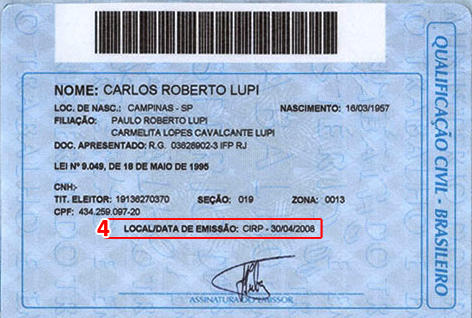 NOME: CARLOS ROBERTO LUPI
LOC. DE NASC.: CAMPINAS - SP NASCIMENTO: 16/03/1957
FILIAÇÃO: PAULO ROBERTO LUPI
CARMELITA LOPES CAVALCANTE LUPI
DOC. APRESENTADO: R.G. 03626902-3 IFP RJ
LEI Nº 9.049, DE 18 DE MAIO DE 1995
CNH:-
TIT. ELEITOR: 19136270370 SEÇÃO: 019 ZONA: 0013
CPF: 434.259.097-20
4 LOCAL/DATA DE EMISSÃO: CIRP - 30/04/2008
ASSINATURA DO EMISSOR
QUALIFICAÇÃO CIVIL - BRASILEIRO